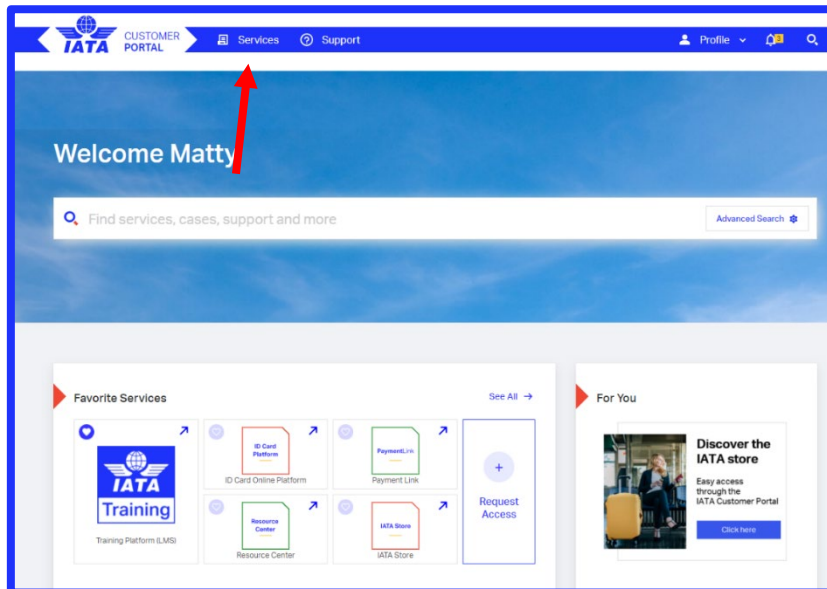 IATA
CUSTOMER
PORTAL
Services
Support
Profile
Welcome Matty
Find services, cases, support and more
Advanced Search
Favorite Services
See All →
IATA
Training
Training Platform (LMS)
ID Card
Platform
ID Card Online Platform
PaymentLink
Payment Link
Resource
Center
Resource Center
IATA Store
IATA Store
+
Request
Access
For You
Discover the
IATA store
Easy access
through the
IATA Customer Portal
Click here